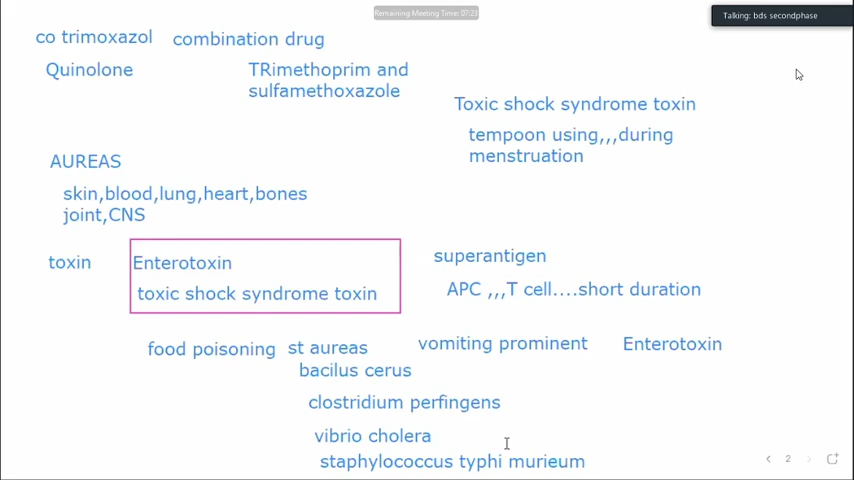 Remaining Meeting Time: 07:23
Talking: bds secondphase
co trimoxazol
combination drug
Quinolone
TRimethoprim and
sulfamethoxazole
Toxic shock syndrome toxin
tempoon using,,,during
menstruation
AUREAS
skin,blood,lung,heart,bones
joint,CNS
toxin
Enterotoxin
toxic shock syndrome toxin
superantigen
APC ,,,T cell....short duration
food poisoning
st aureas
bacilus cerus
vomiting prominent
Enterotoxin
clostridium perfingens
vibrio cholera
staphylococcus typhi murieum
2